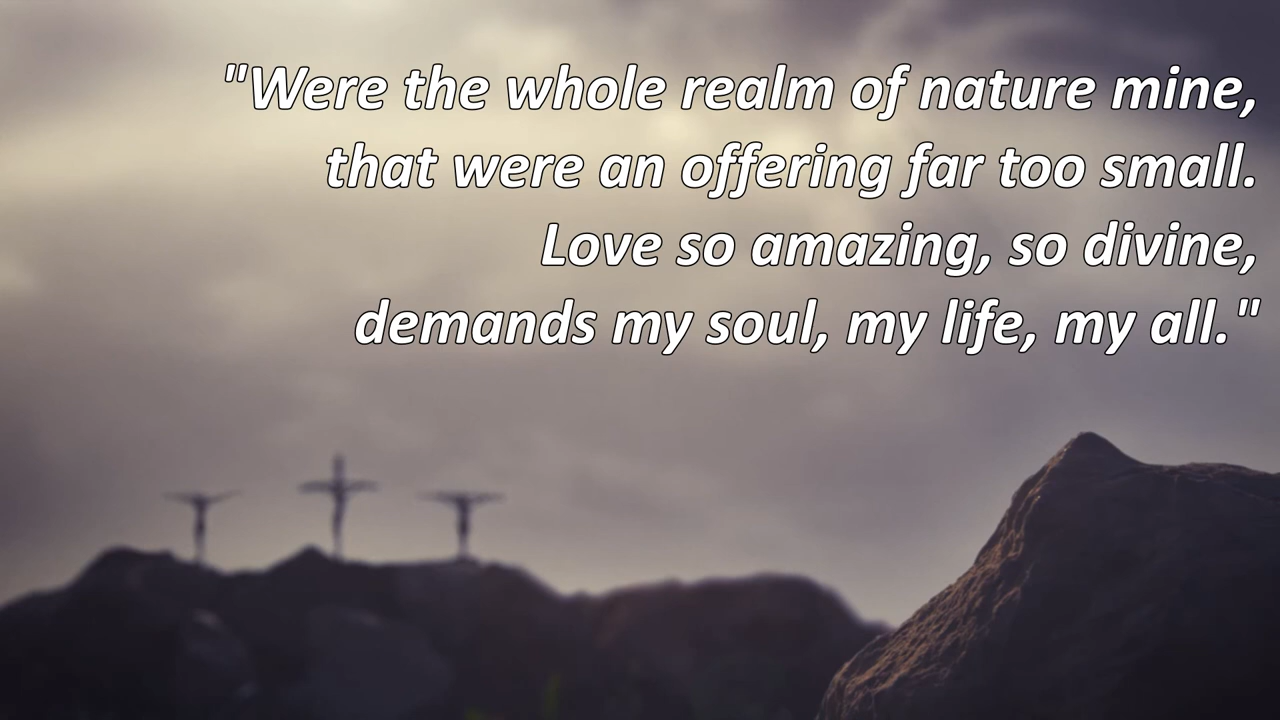 "Were the whole realm of nature mine,
that were an offering far too small.
Love so amazing, so divine,
demands my soul, my life, my all."